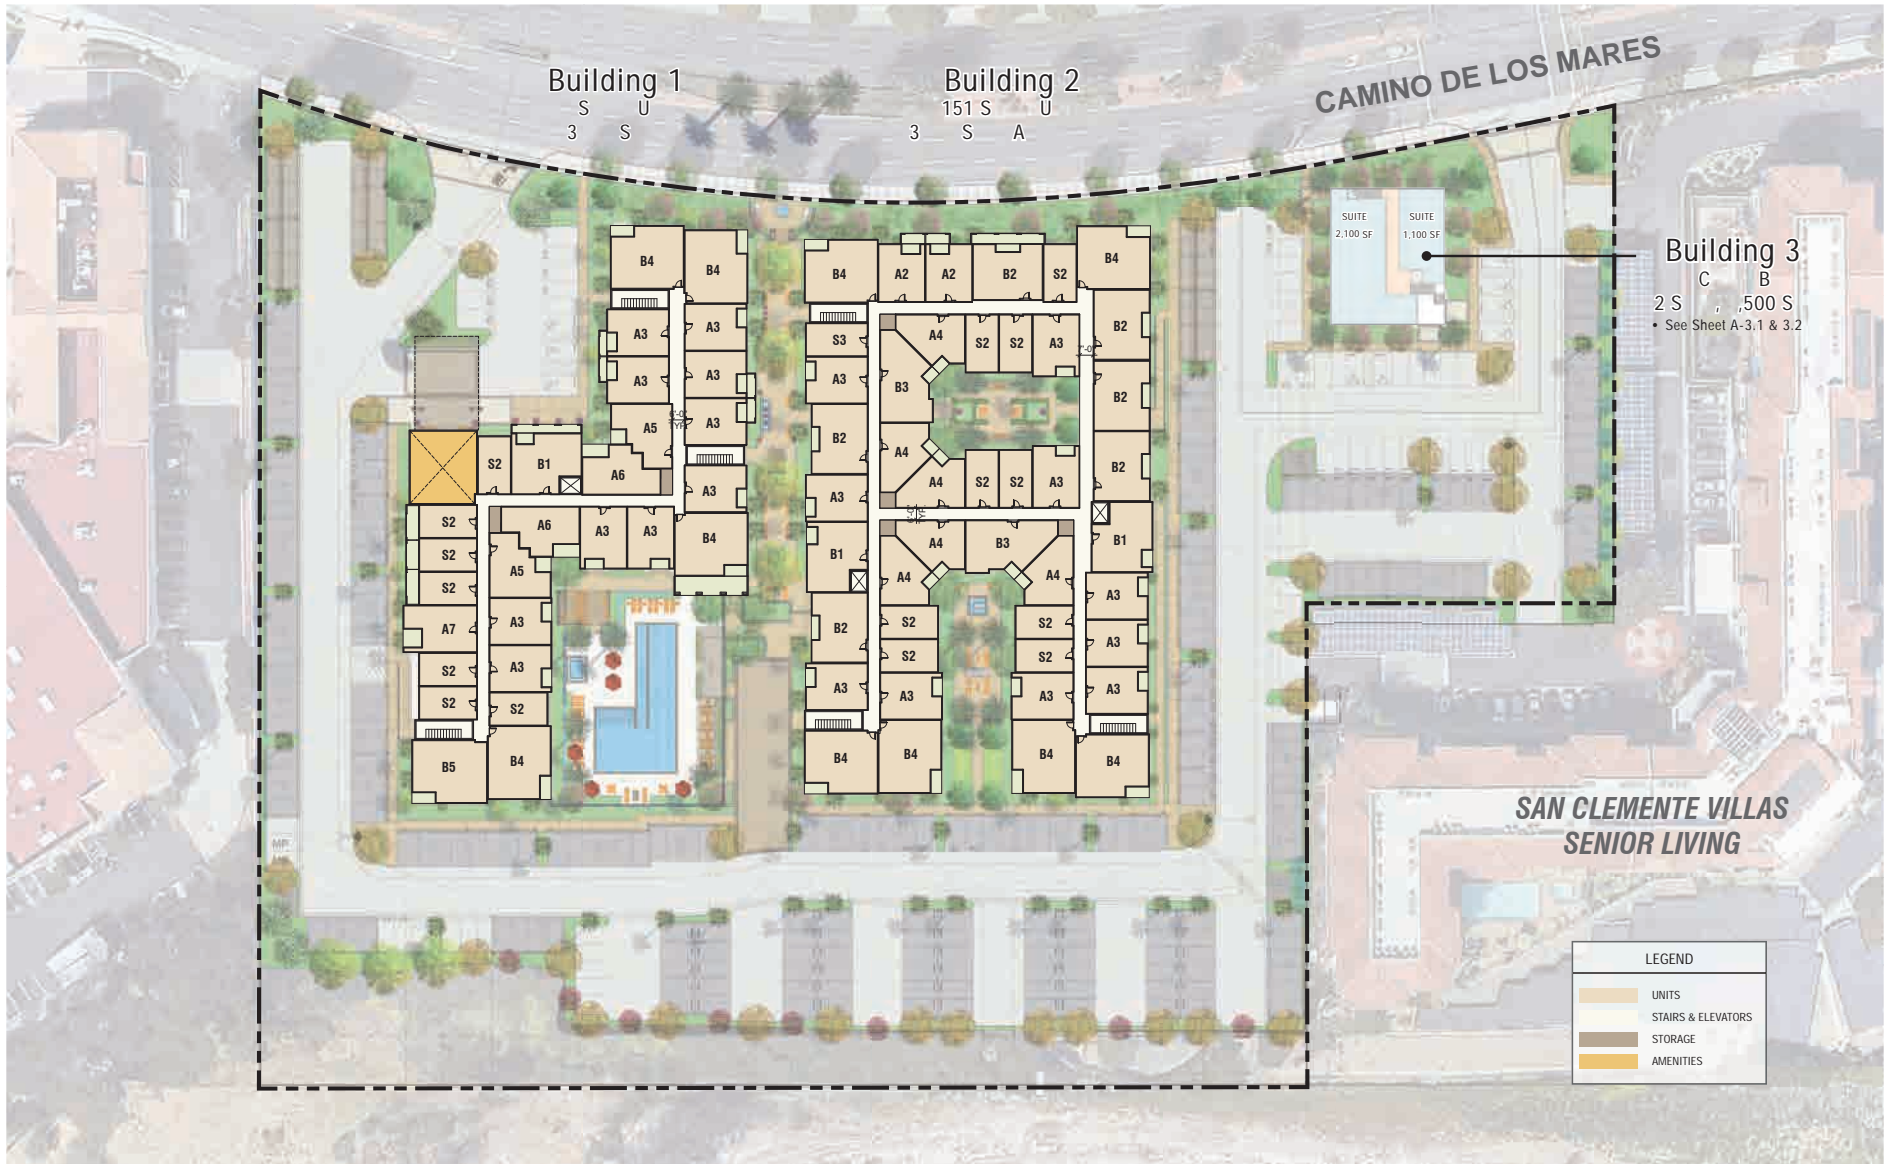 CAMINO DE LOS MARES
Building 1
S U
3 S
Building 2
151 S U
3 S A
SUITE
2,100 SF
SUITE
1,100 SF
Building 3
C B
2 S , ,500 S
• See Sheet A-3.1 & 3.2
B4
B4
A3
A3
A3
A3
A5
A3
S2
B1
A6
A3
S2
A6
A3
A3
B4
S2
A5
S2
A7
A3
S2
A3
S2
S2
B5
B4
B4
A2
A2
B2
S2
B4
S3
A4
S2
S2
A3
B2
A3
B3
B2
B2
A4
B2
A3
A4
S2
S2
A3
B1
A4
B3
B1
A4
A4
A3
B2
S2
S2
A3
S2
S2
A3
A3
A3
A3
B4
B4
B4
B4
SAN CLEMENTE VILLAS
SENIOR LIVING
LEGEND
UNITS
STAIRS & ELEVATORS
STORAGE
AMENITIES